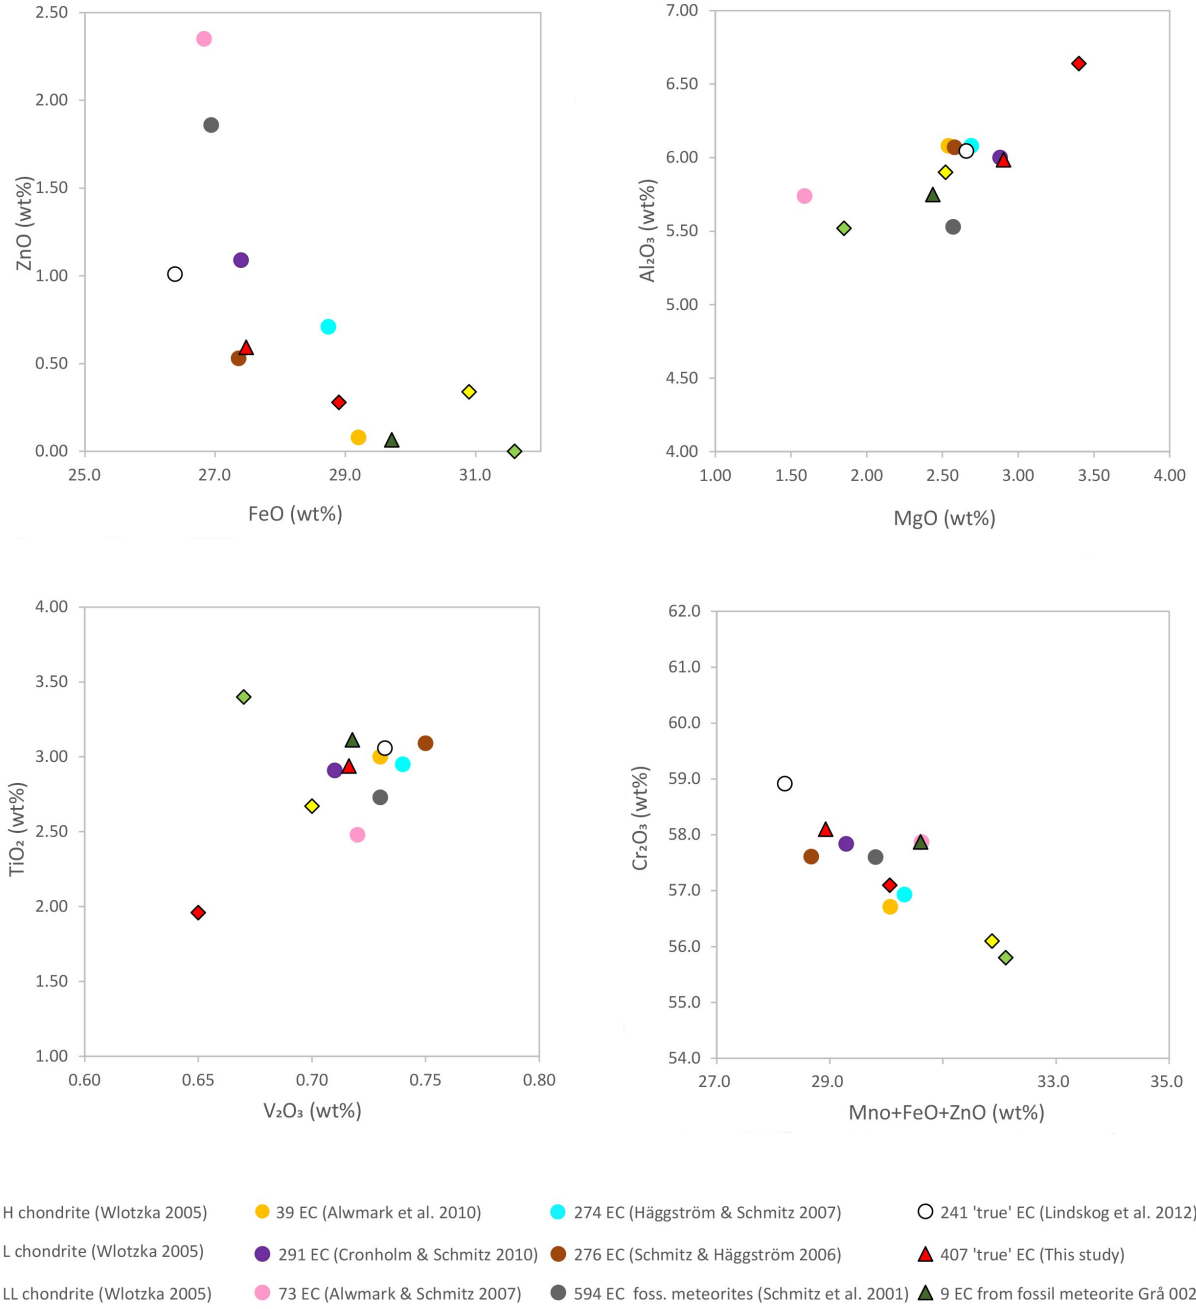 2.50
2.00
1.50
1.00
0.50
0.00
ZnO (wt%)
25.0 27.0 29.0 31.0
FeO (wt%)
7.00
6.50
6.00
5.50
5.00
4.50
4.00
Al₂O₃ (wt%)
1.00 1.50 2.00 2.50 3.00 3.50 4.00
MgO (wt%)
4.00
3.50
3.00
2.50
2.00
1.50
1.00
TiO₂ (wt%)
0.60 0.65 0.70 0.75 0.80
V₂O₃ (wt%)
62.0
61.0
60.0
59.0
58.0
57.0
56.0
55.0
54.0
Cr₂O₃ (wt%)
27.0 29.0 33.0 35.0
Mno+FeO+ZnO (wt%)
H chondrite (Wlotzka 2005) 39 EC (Alwmark et al. 2010) 274 EC (Häggström & Schmitz 2007) 241 'true' EC (Lindskog et al. 2012)
L chondrite (Wlotzka 2005) 291 EC (Cronholm & Schmitz 2010) 276 EC (Schmitz & Häggström 2006) 407 'true' EC (This study)
LL chondrite (Wlotzka 2005) 73 EC (Alwmark & Schmitz 2007) 594 EC foss. meteorites (Schmitz et al. 2001) 9 EC from fossil meteorite Grå 002